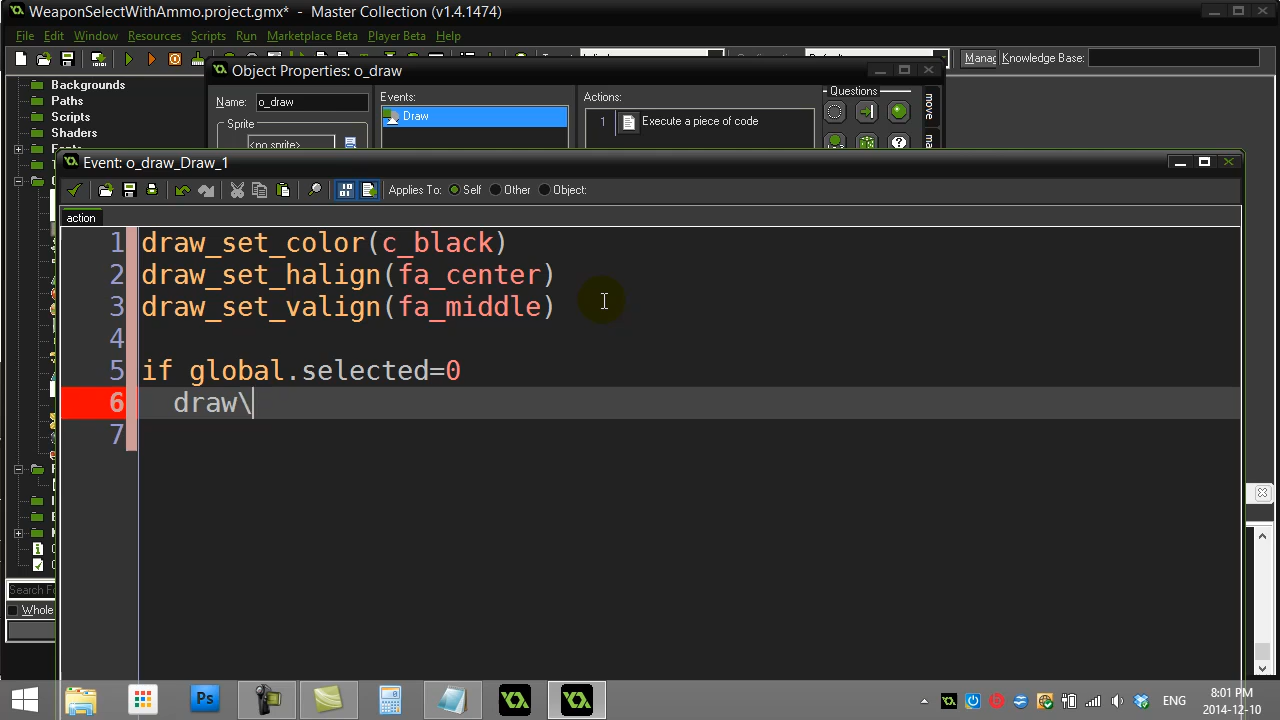 WeaponSelectWithAmmo.project.gmx* - Master Collection (v1.4.1474)
File Edit Window Resources Scripts Run Marketplace Beta Player Beta Help
Manag Knowledge Base:
Backgrounds
Paths
Scripts
Shaders
Object Properties: o_draw
Name: o_draw
Sprite
<no sprite>
Events:
Draw
Actions:
1 Execute a piece of code
Questions
move
Event: o_draw_Draw_1
Applies To: Self Other Object:
action
1 draw_set_color(c_black)
2 draw_set_halign(fa_center)
3 draw_set_valign(fa_middle)
4
5 if global.selected=0
6 draw\
7
Search Fo
Whole
Ps
ENG
8:01 PM
2014-12-10